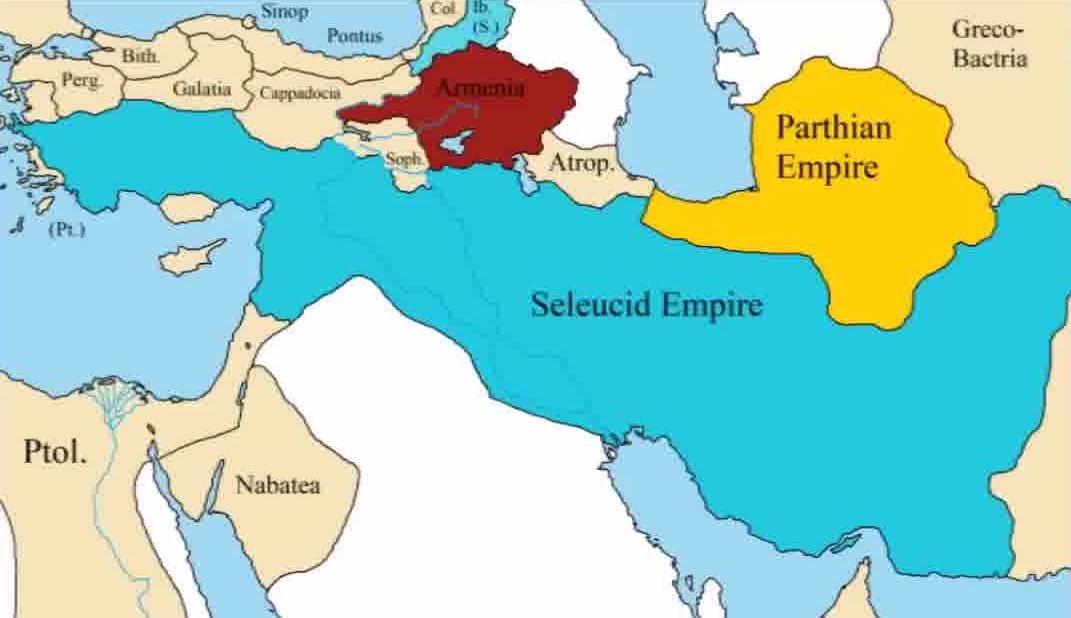 Sinop
Pontus
Col.
Ib.
(S.)
Greco-
Bactria
Bith.
Perg.
Galatia
Cappadocia
Armenia
Parthian
Empire
Soph.
Atrop.
(Pt.)
Seleucid Empire
Ptol.
Nabatea